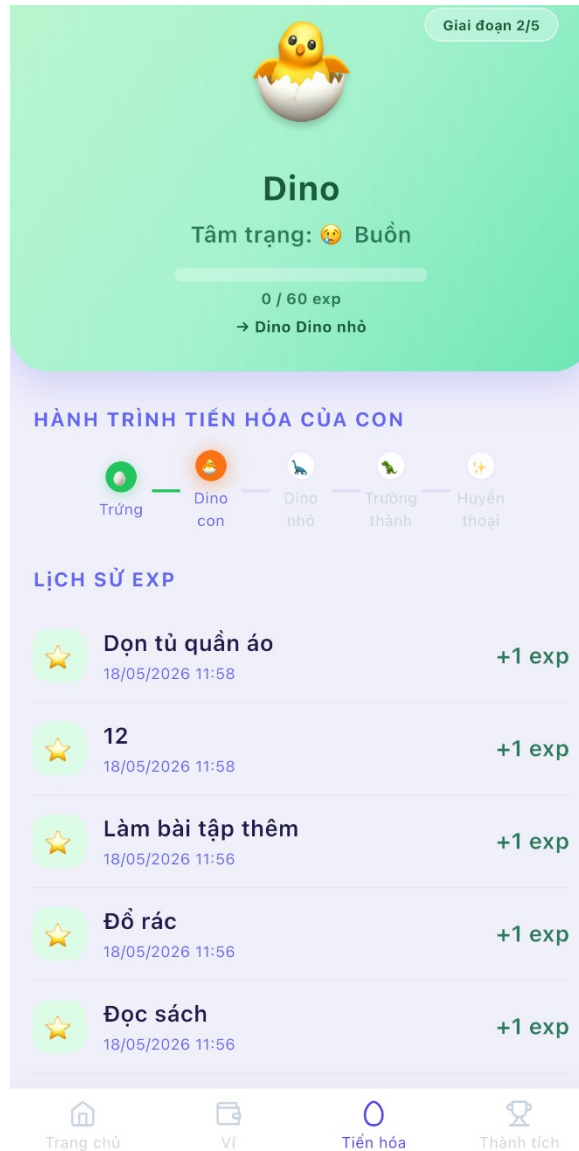 Giai đoạn 2/5
Dino
Tâm trạng: 😢 Buồn
0 / 60 exp
→ Dino Dino nhỏ
HÀNH TRÌNH TIẾN HÓA CỦA CON
Trứng
Dino con
Dino nhỏ
Trưởng thành
Huyền thoại
LỊCH SỬ EXP
Dọn tủ quần áo
+1 exp
18/05/2026 11:58
12
+1 exp
18/05/2026 11:58
Làm bài tập thêm
+1 exp
18/05/2026 11:56
Đổ rác
+1 exp
18/05/2026 11:56
Đọc sách
+1 exp
18/05/2026 11:56
Trang chủ
Ví
Tiến hóa
Thành tích